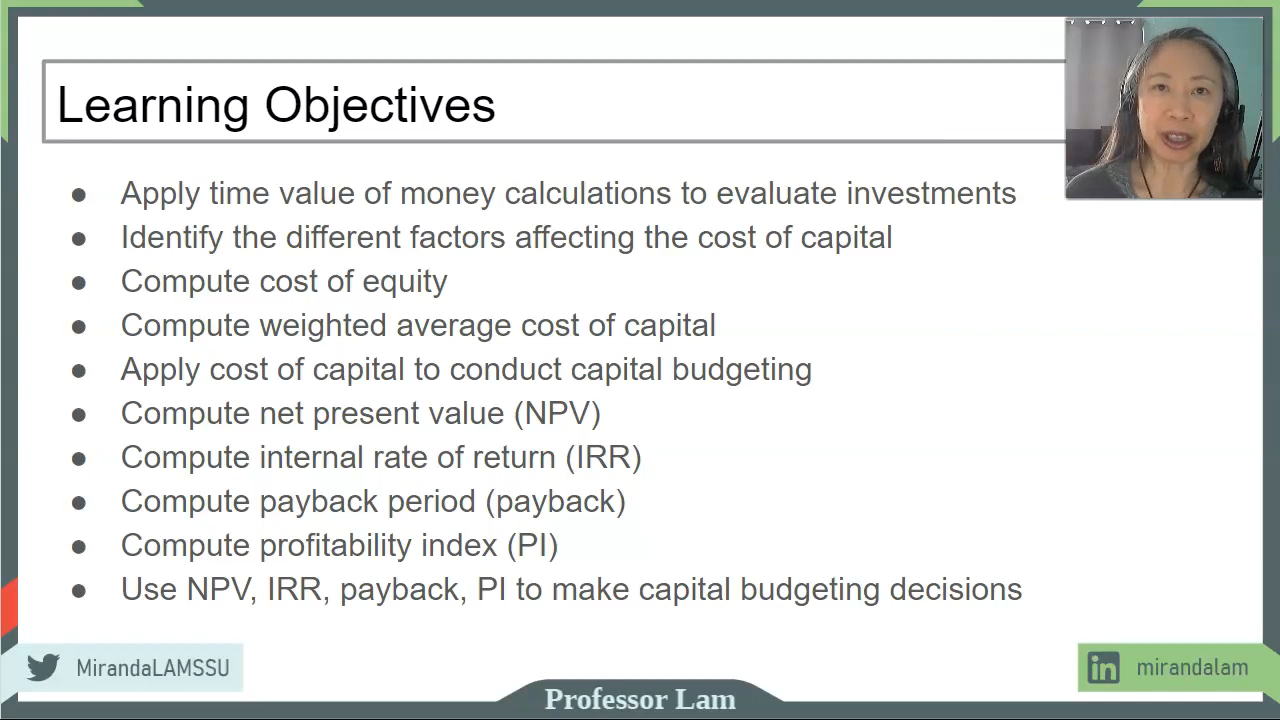 Learning Objectives
● Apply time value of money calculations to evaluate investments
● Identify the different factors affecting the cost of capital
● Compute cost of equity
● Compute weighted average cost of capital
● Apply cost of capital to conduct capital budgeting
● Compute net present value (NPV)
● Compute internal rate of return (IRR)
● Compute payback period (payback)
● Compute profitability index (PI)
● Use NPV, IRR, payback, PI to make capital budgeting decisions
MirandaLAMSSU
in mirandalam
Professor Lam